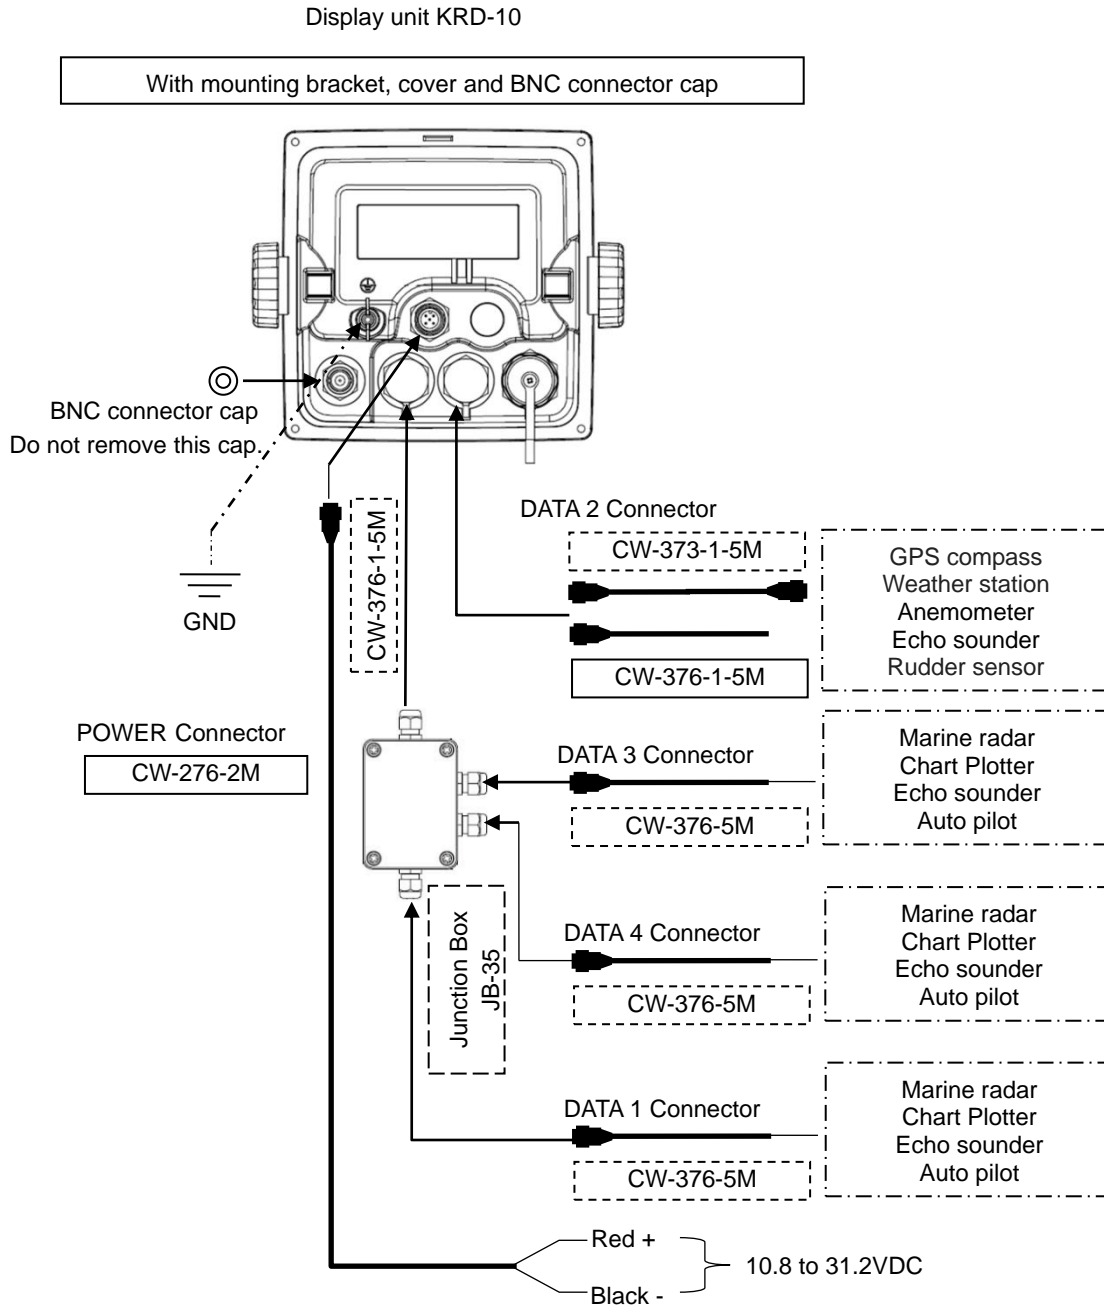 Display unit KRD-10
With mounting bracket, cover and BNC connector cap
BNC connector cap
Do not remove this cap.
GND
CW-376-1-5M
DATA 2 Connector
CW-373-1-5M
CW-376-1-5M
GPS compass
Weather station
Anemometer
Echo sounder
Rudder sensor
POWER Connector
CW-276-2M
DATA 3 Connector
CW-376-5M
Marine radar
Chart Plotter
Echo sounder
Auto pilot
Junction Box
JB-35
DATA 4 Connector
CW-376-5M
Marine radar
Chart Plotter
Echo sounder
Auto pilot
DATA 1 Connector
CW-376-5M
Marine radar
Chart Plotter
Echo sounder
Auto pilot
Red +
10.8 to 31.2VDC
Black -